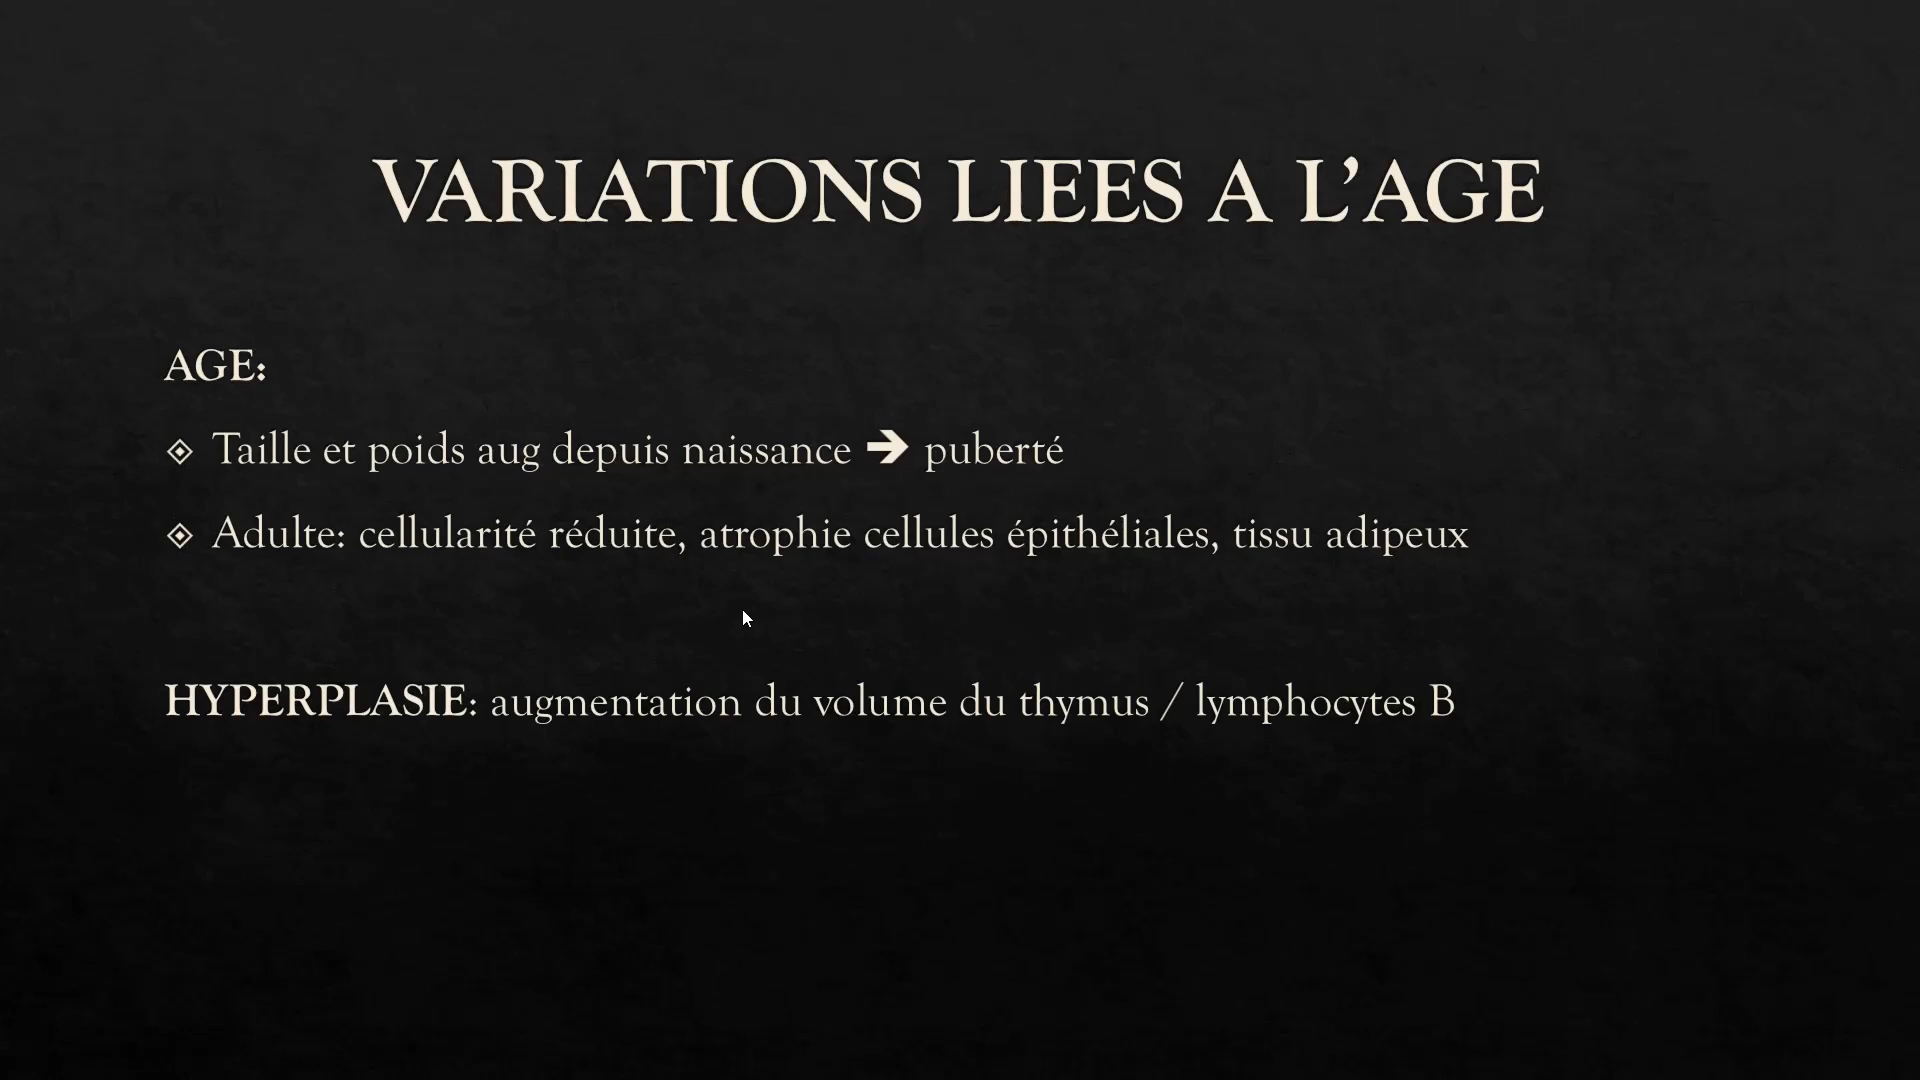 VARIATIONS LIEES A L’AGE
AGE:
Taille et poids aug depuis naissance ➔ puberté
Adulte: cellularité réduite, atrophie cellules épithéliales, tissu adipeux
HYPERPLASIE: augmentation du volume du thymus / lymphocytes B